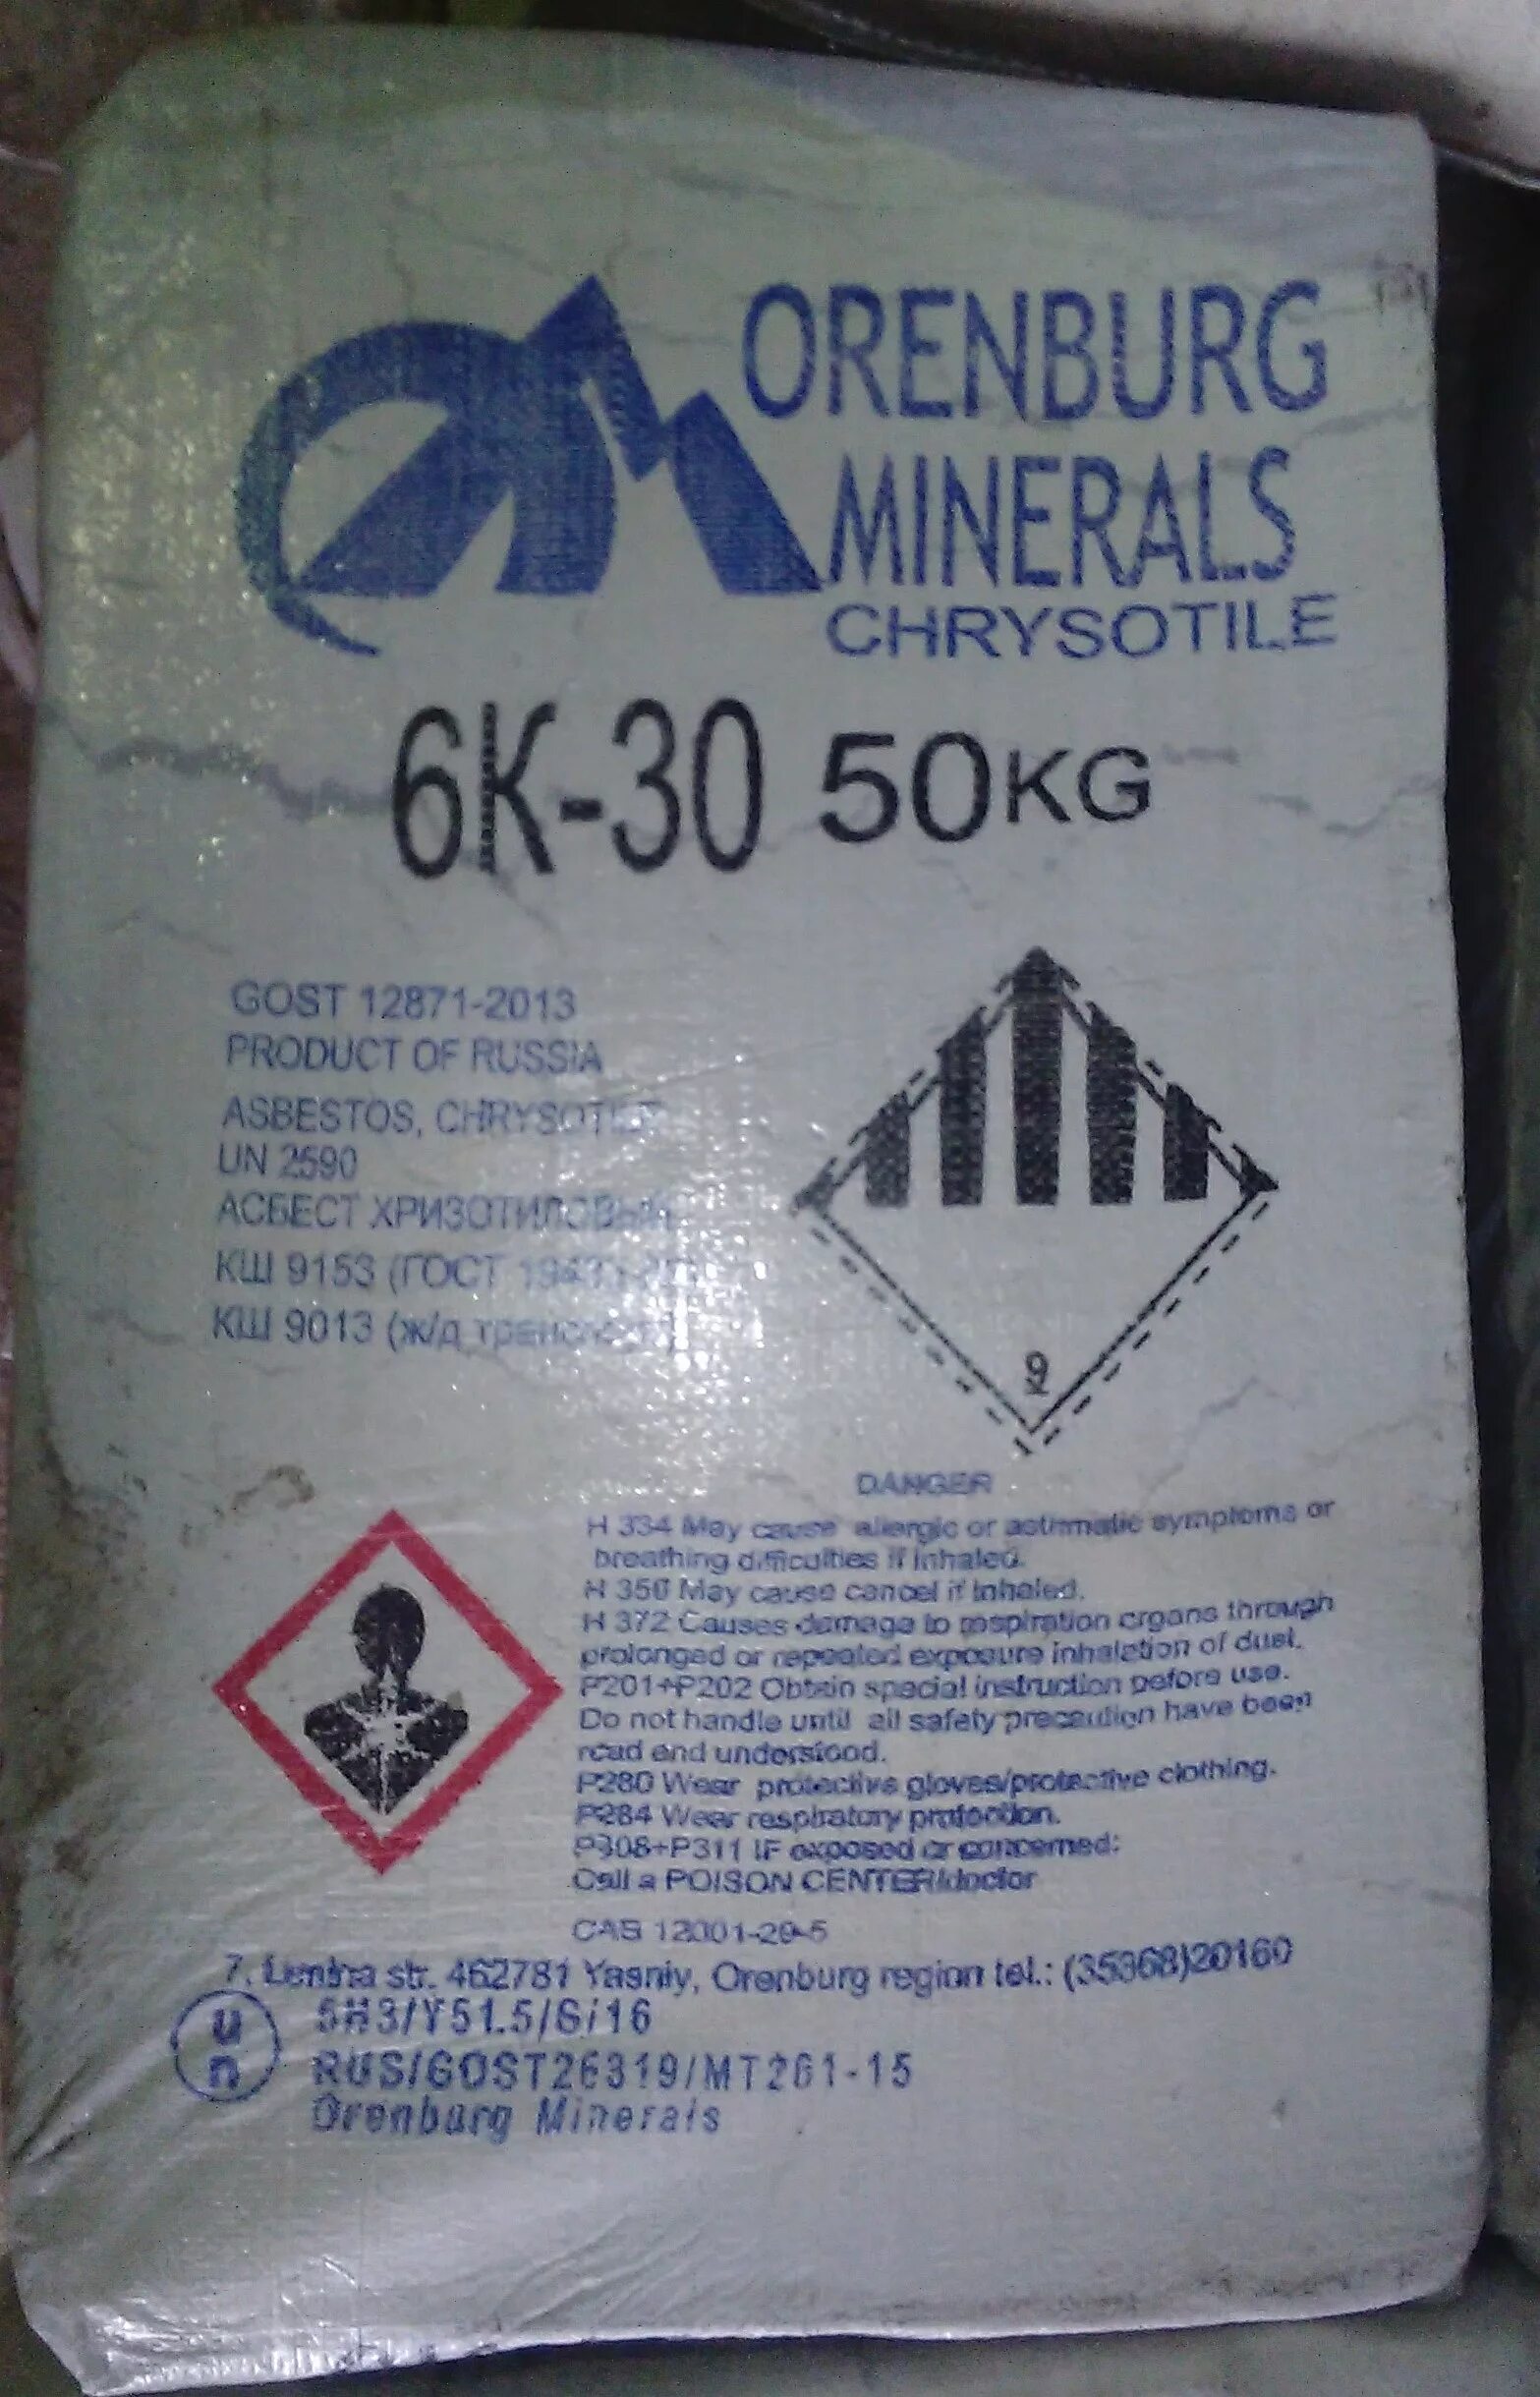 ORENBURG
MINERALS
CHRYSOTILE
6K-30 50KG
GOST 12871-2013
PRODUCT OF RUSSIA
ASBESTOS, CHRYSOTILE
UN 2590
АСБЕСТ ХРИЗОТИЛОВЫЙ
КШ 9153 (ГОСТ
КШ 9013 (ж/д
9
DANGER
H 334 May cause allergic or asthmatic symptoms or
breathing difficulties if inhaled.
H 350 May cause cancel if inhaled.
H 372 Causes damage to respiration organs through
prolonged or repeated exposure inhalation of dust.
P201+P202 Obtain special instruction before use.
Do not handle until all safety precaution have been
read and understood.
P280 Wear protective gloves/protective clothing.
P284 Wear respiratory protection.
P308+P311 IF exposed or concerned:
Call a POISON CENTER/doctor
CAS 12001-29-5
7, Lenina str. 462781 Yasniy, Orenburg region tel.: (35368)20160
un
5H3/Y51.5/S/16
RUS/GOST26319/MT261-15
Orenburg Minerals